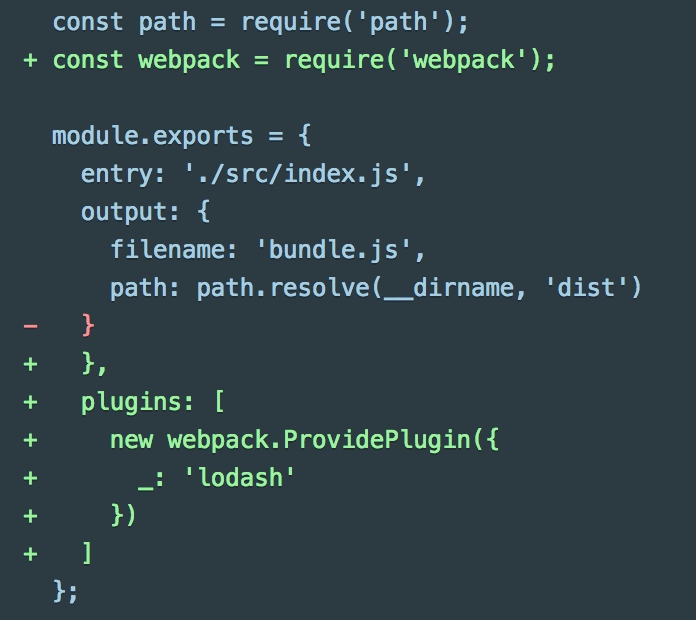 const path = require('path');
+ const webpack = require('webpack');

  module.exports = {
    entry: './src/index.js',
    output: {
      filename: 'bundle.js',
      path: path.resolve(__dirname, 'dist')
-   }
+   },
+   plugins: [
+     new webpack.ProvidePlugin({
+       _: 'lodash'
+     })
+   ]
  };